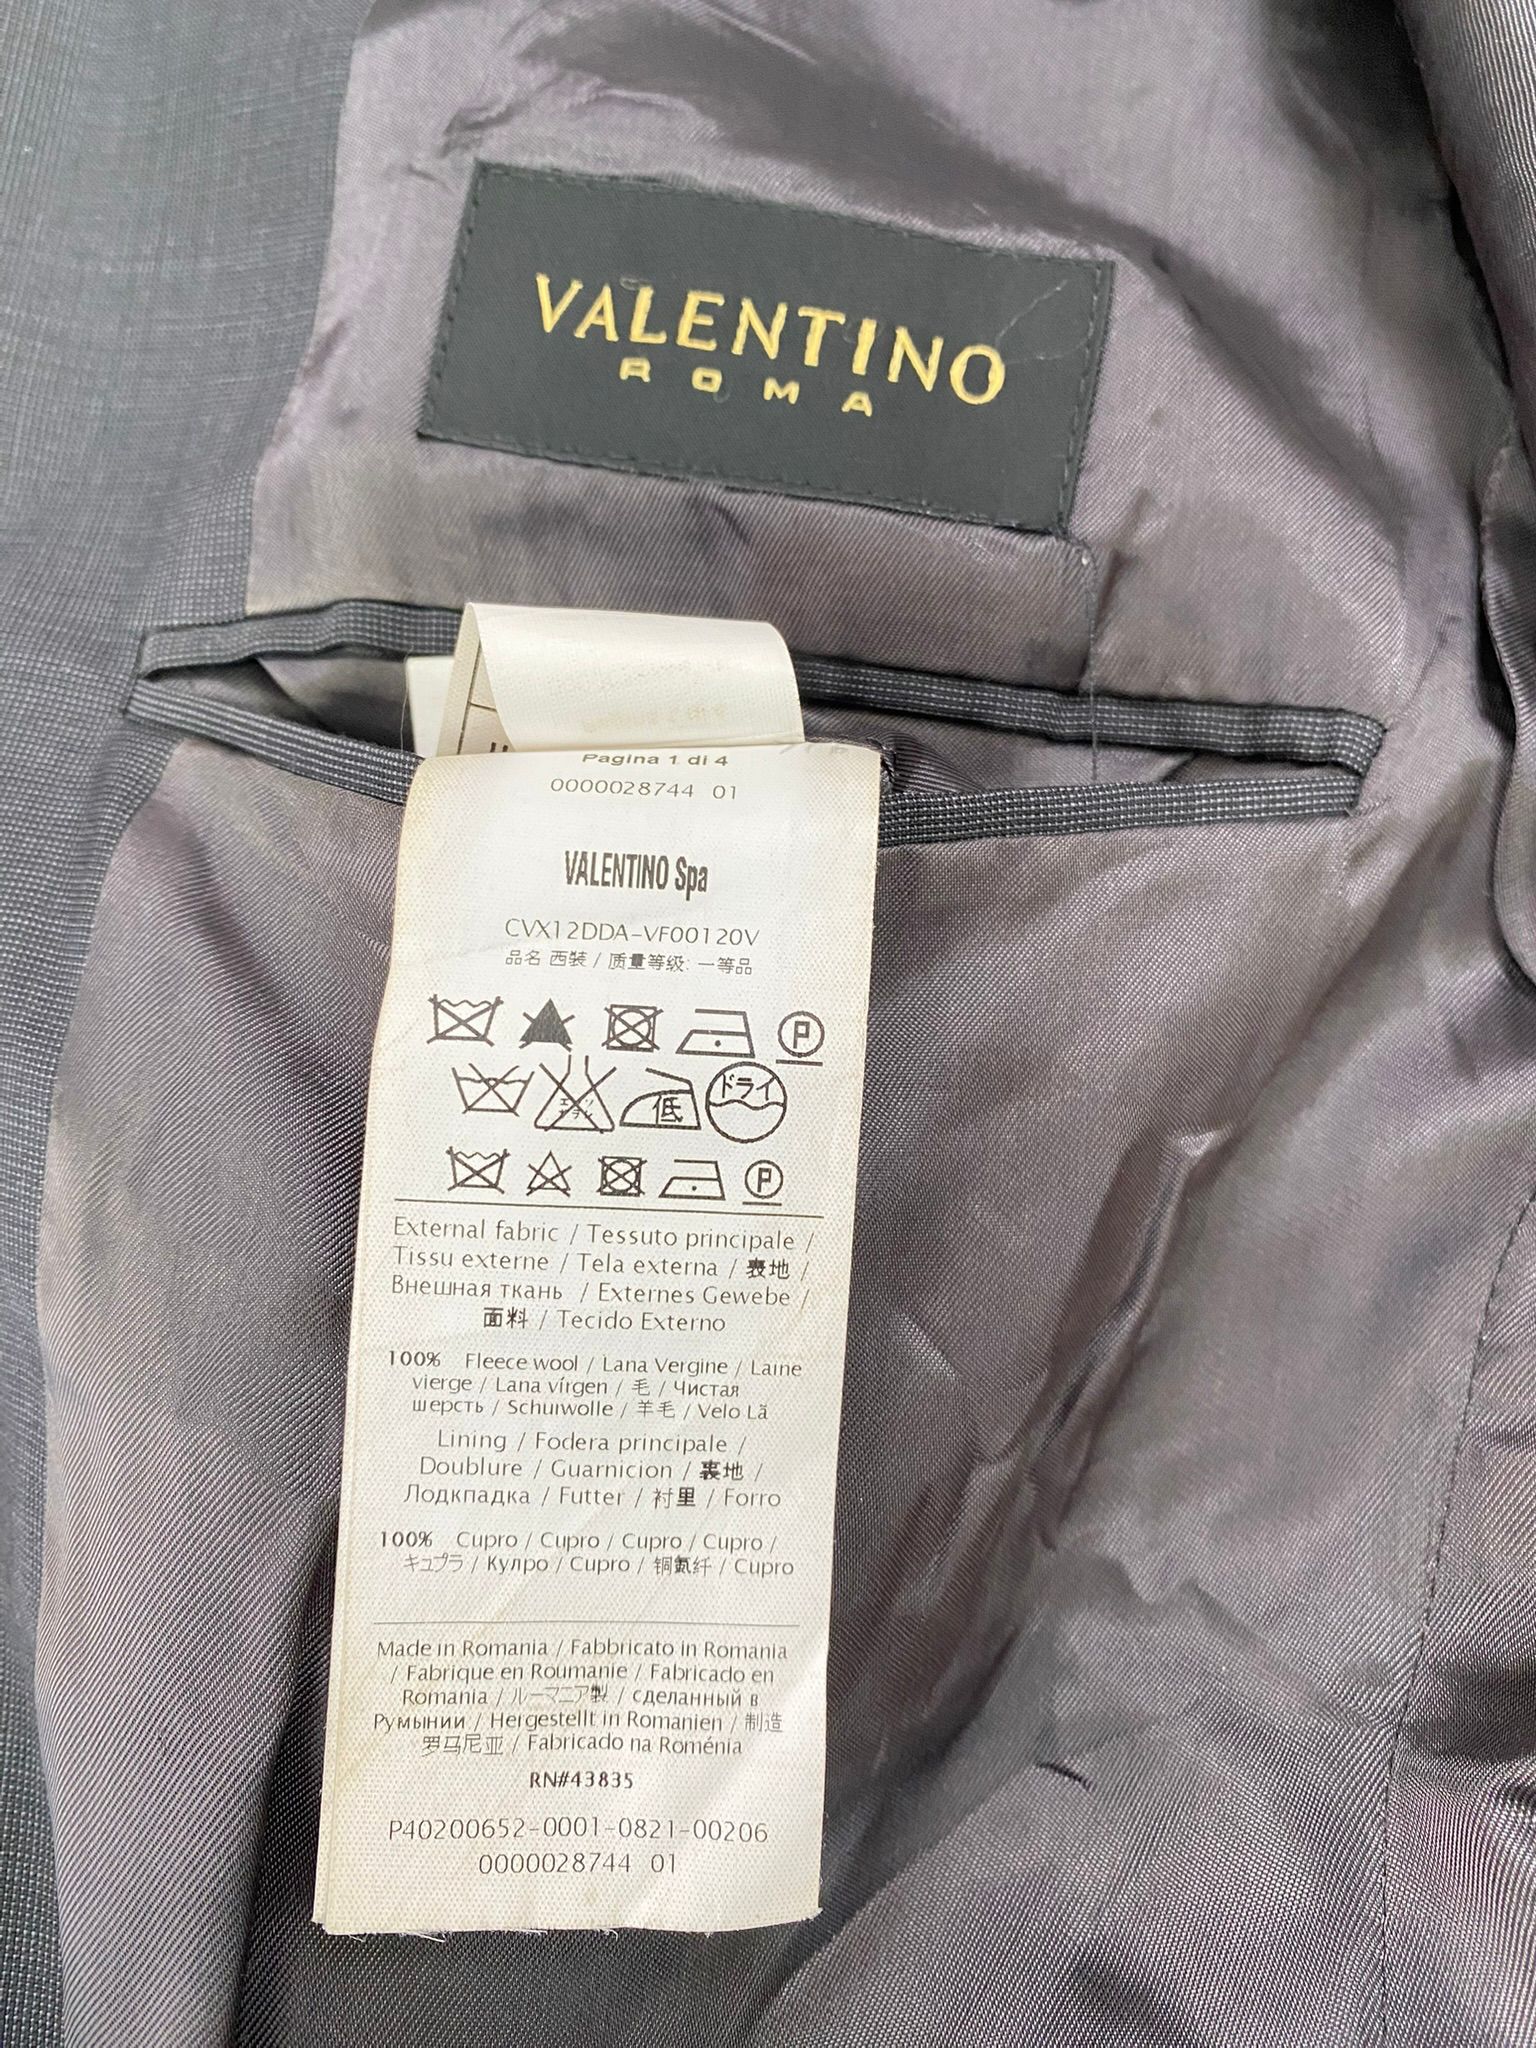 VALENTINO
ROMA
Pagina 1 di 4
0000028744 01
VALENTINO Spa
CVX12DDA-VF00120V
品名 西裝 / 质量等级: 一等品
P
低
ドライ
P
External fabric / Tessuto principale /
Tissu externe / Tela externa / 表地 /
Внешная ткань / Externes Gewebe /
面料 / Tecido Externo
100% Fleece wool / Lana Vergine / Laine
vierge / Lana vírgen / 毛 / Чистая
шерсть / Schurwolle / 羊毛 / Velo Lã
Lining / Fodera principale /
Doublure / Guarnicion / 裏地 /
Лодкпадка / Futter / 衬里 / Forro
100% Cupro / Cupro / Cupro / Cupro /
キュプラ / Кулро / Cupro / 铜氨纤 / Cupro
Made in Romania / Fabbricato in Romania
/ Fabrique en Roumanie / Fabricado en
Romania / ルーマニア製 / сделанный в
Румынии / Hergestellt in Romanien / 制造
罗马尼亚 / Fabricado na Roménia
RN#43835
P40200652-0001-0821-00206
0000028744 01